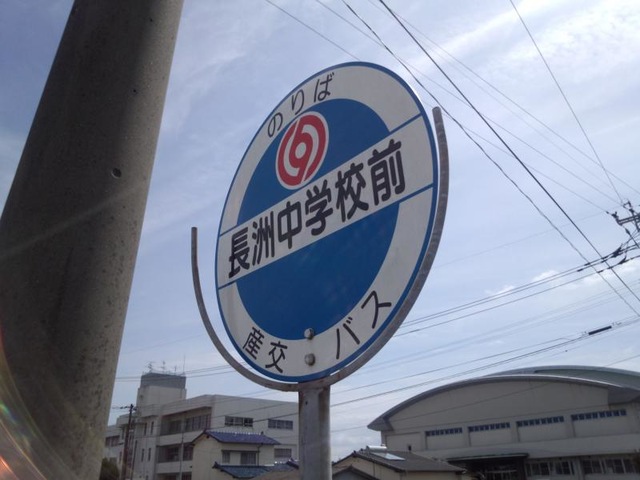 のりば
長洲中学校前
産交 バス